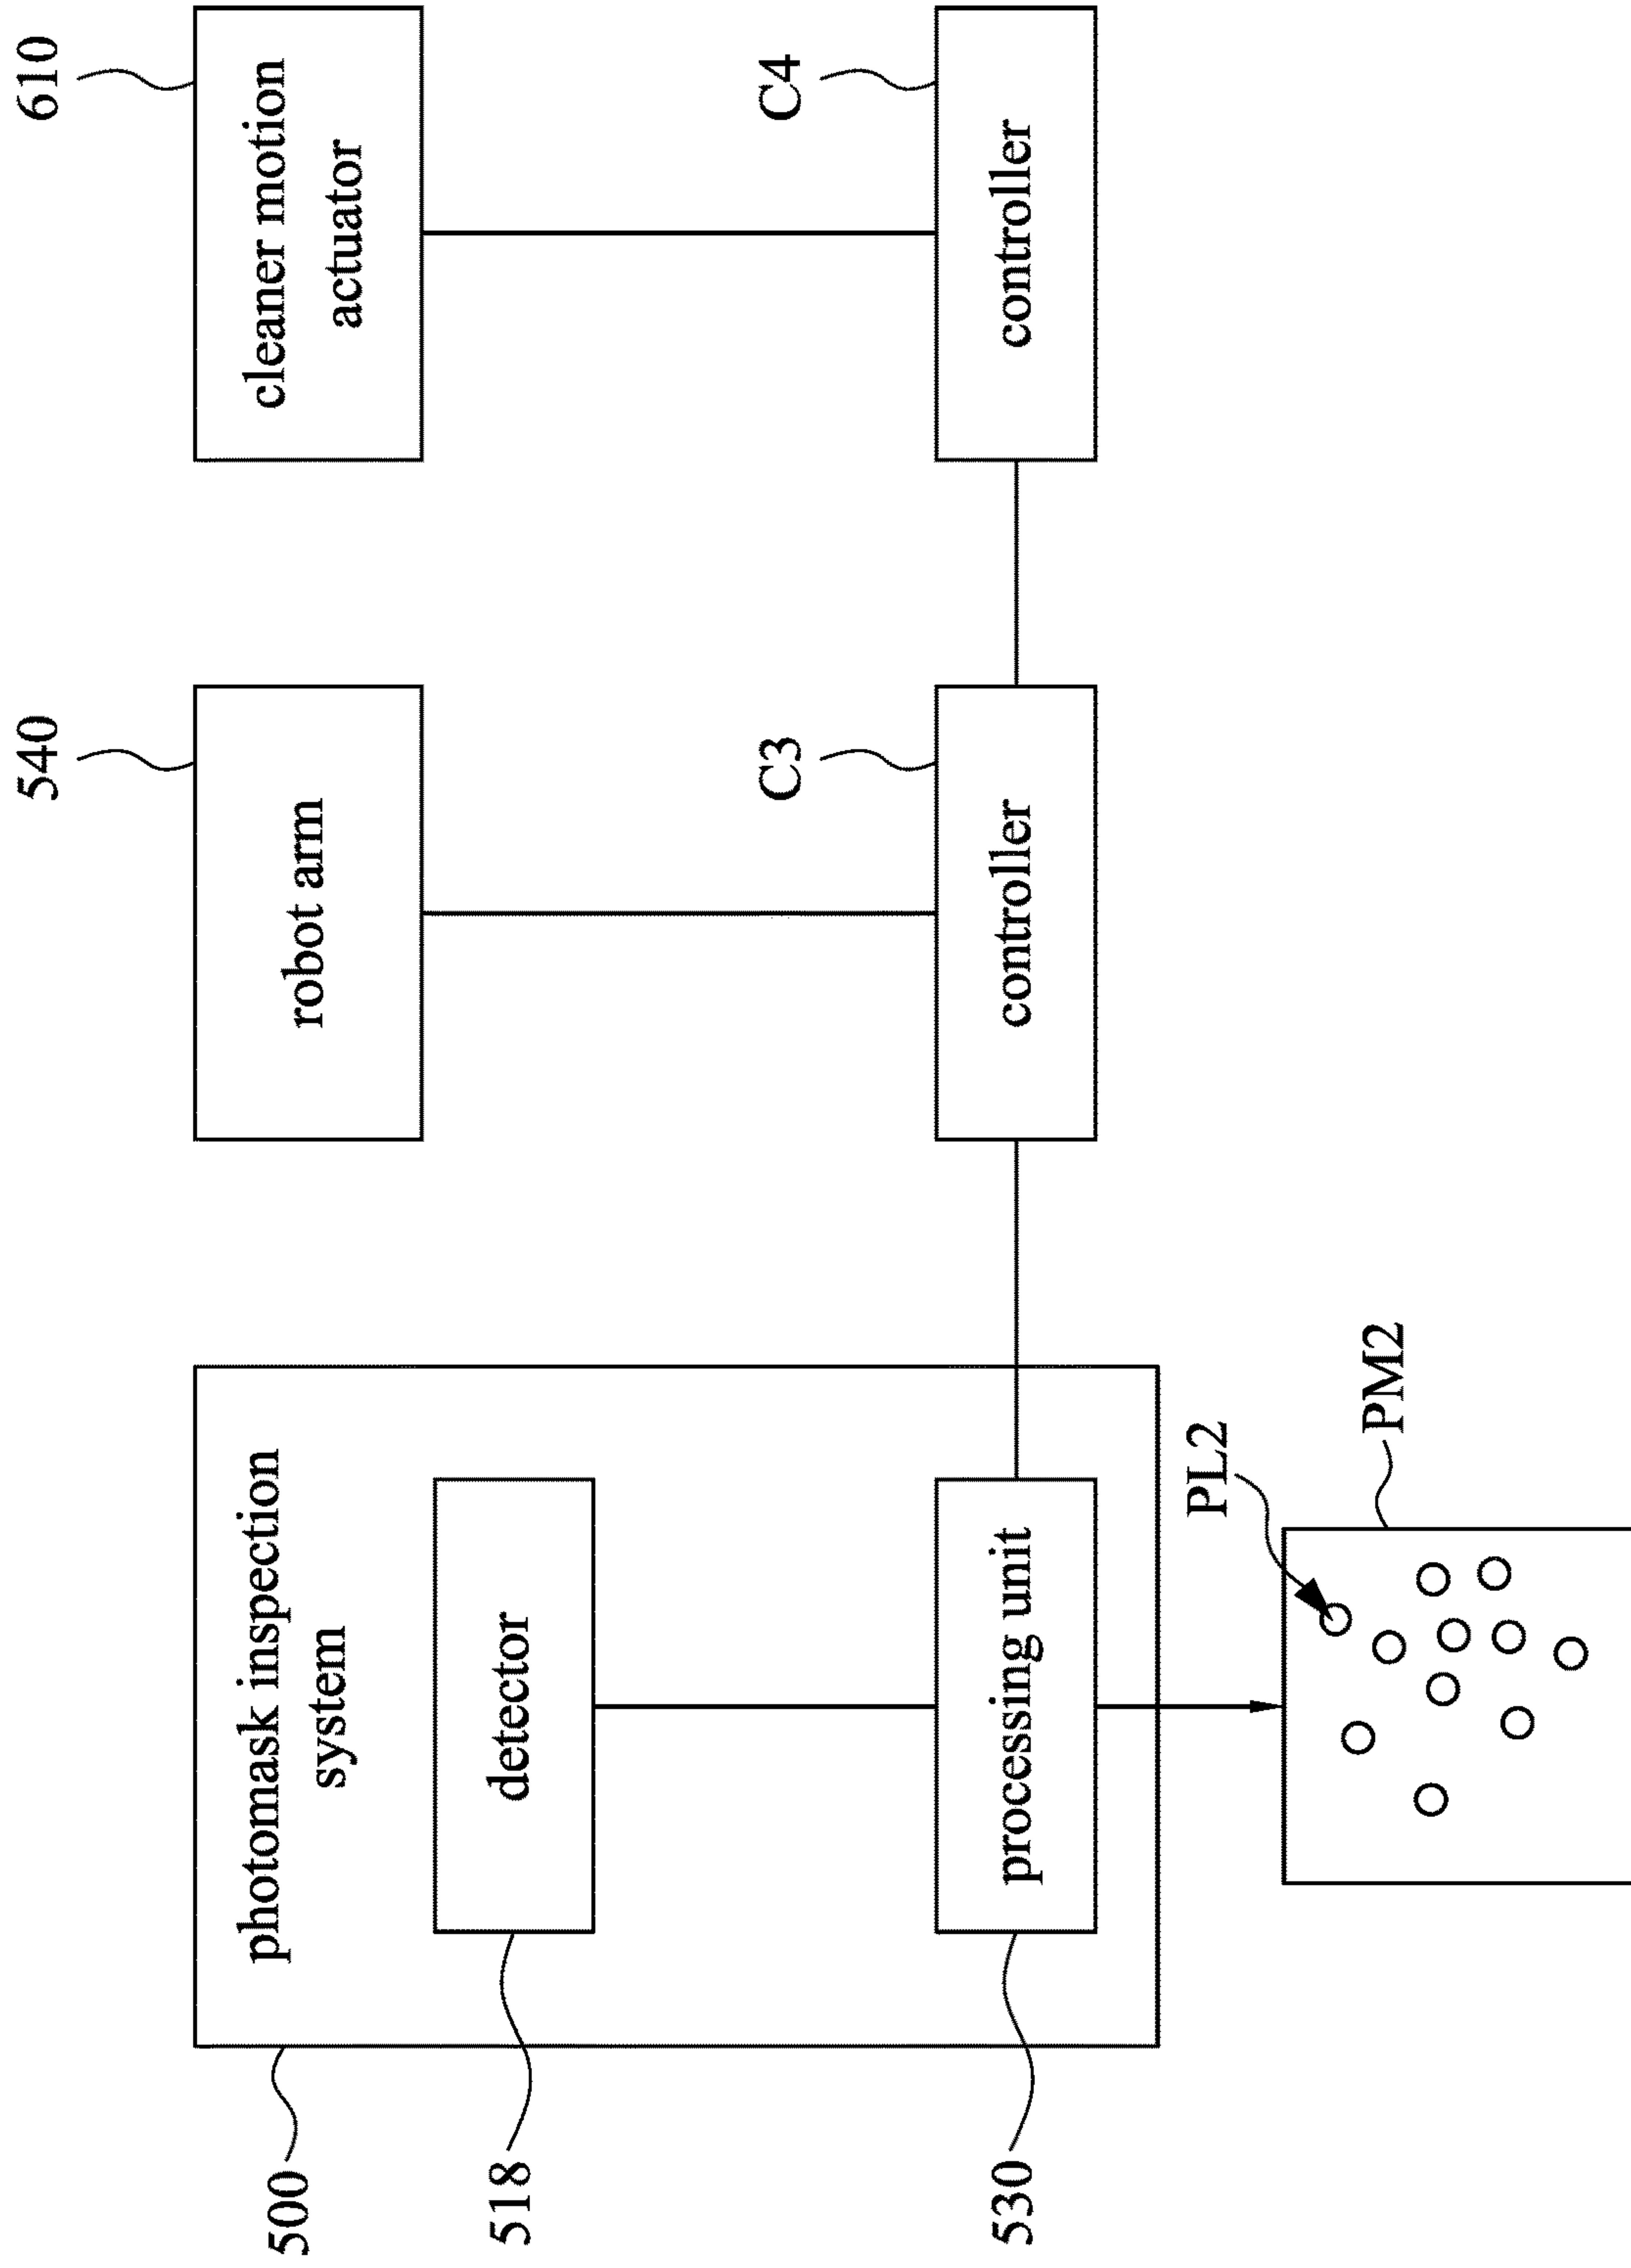 500
photomask inspection
system
518
detector
530
processing unit
PL2
PM2
540
robot arm
C3
controller
610
cleaner motion
actuator
C4
controller